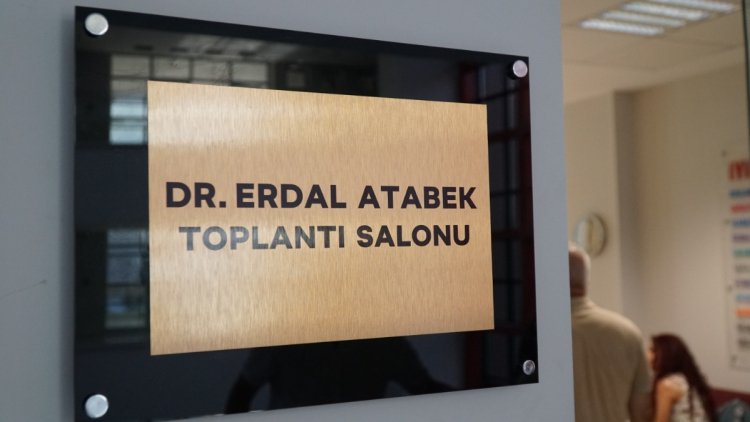 DR. ERDAL ATABEK
TOPLANTI SALONU